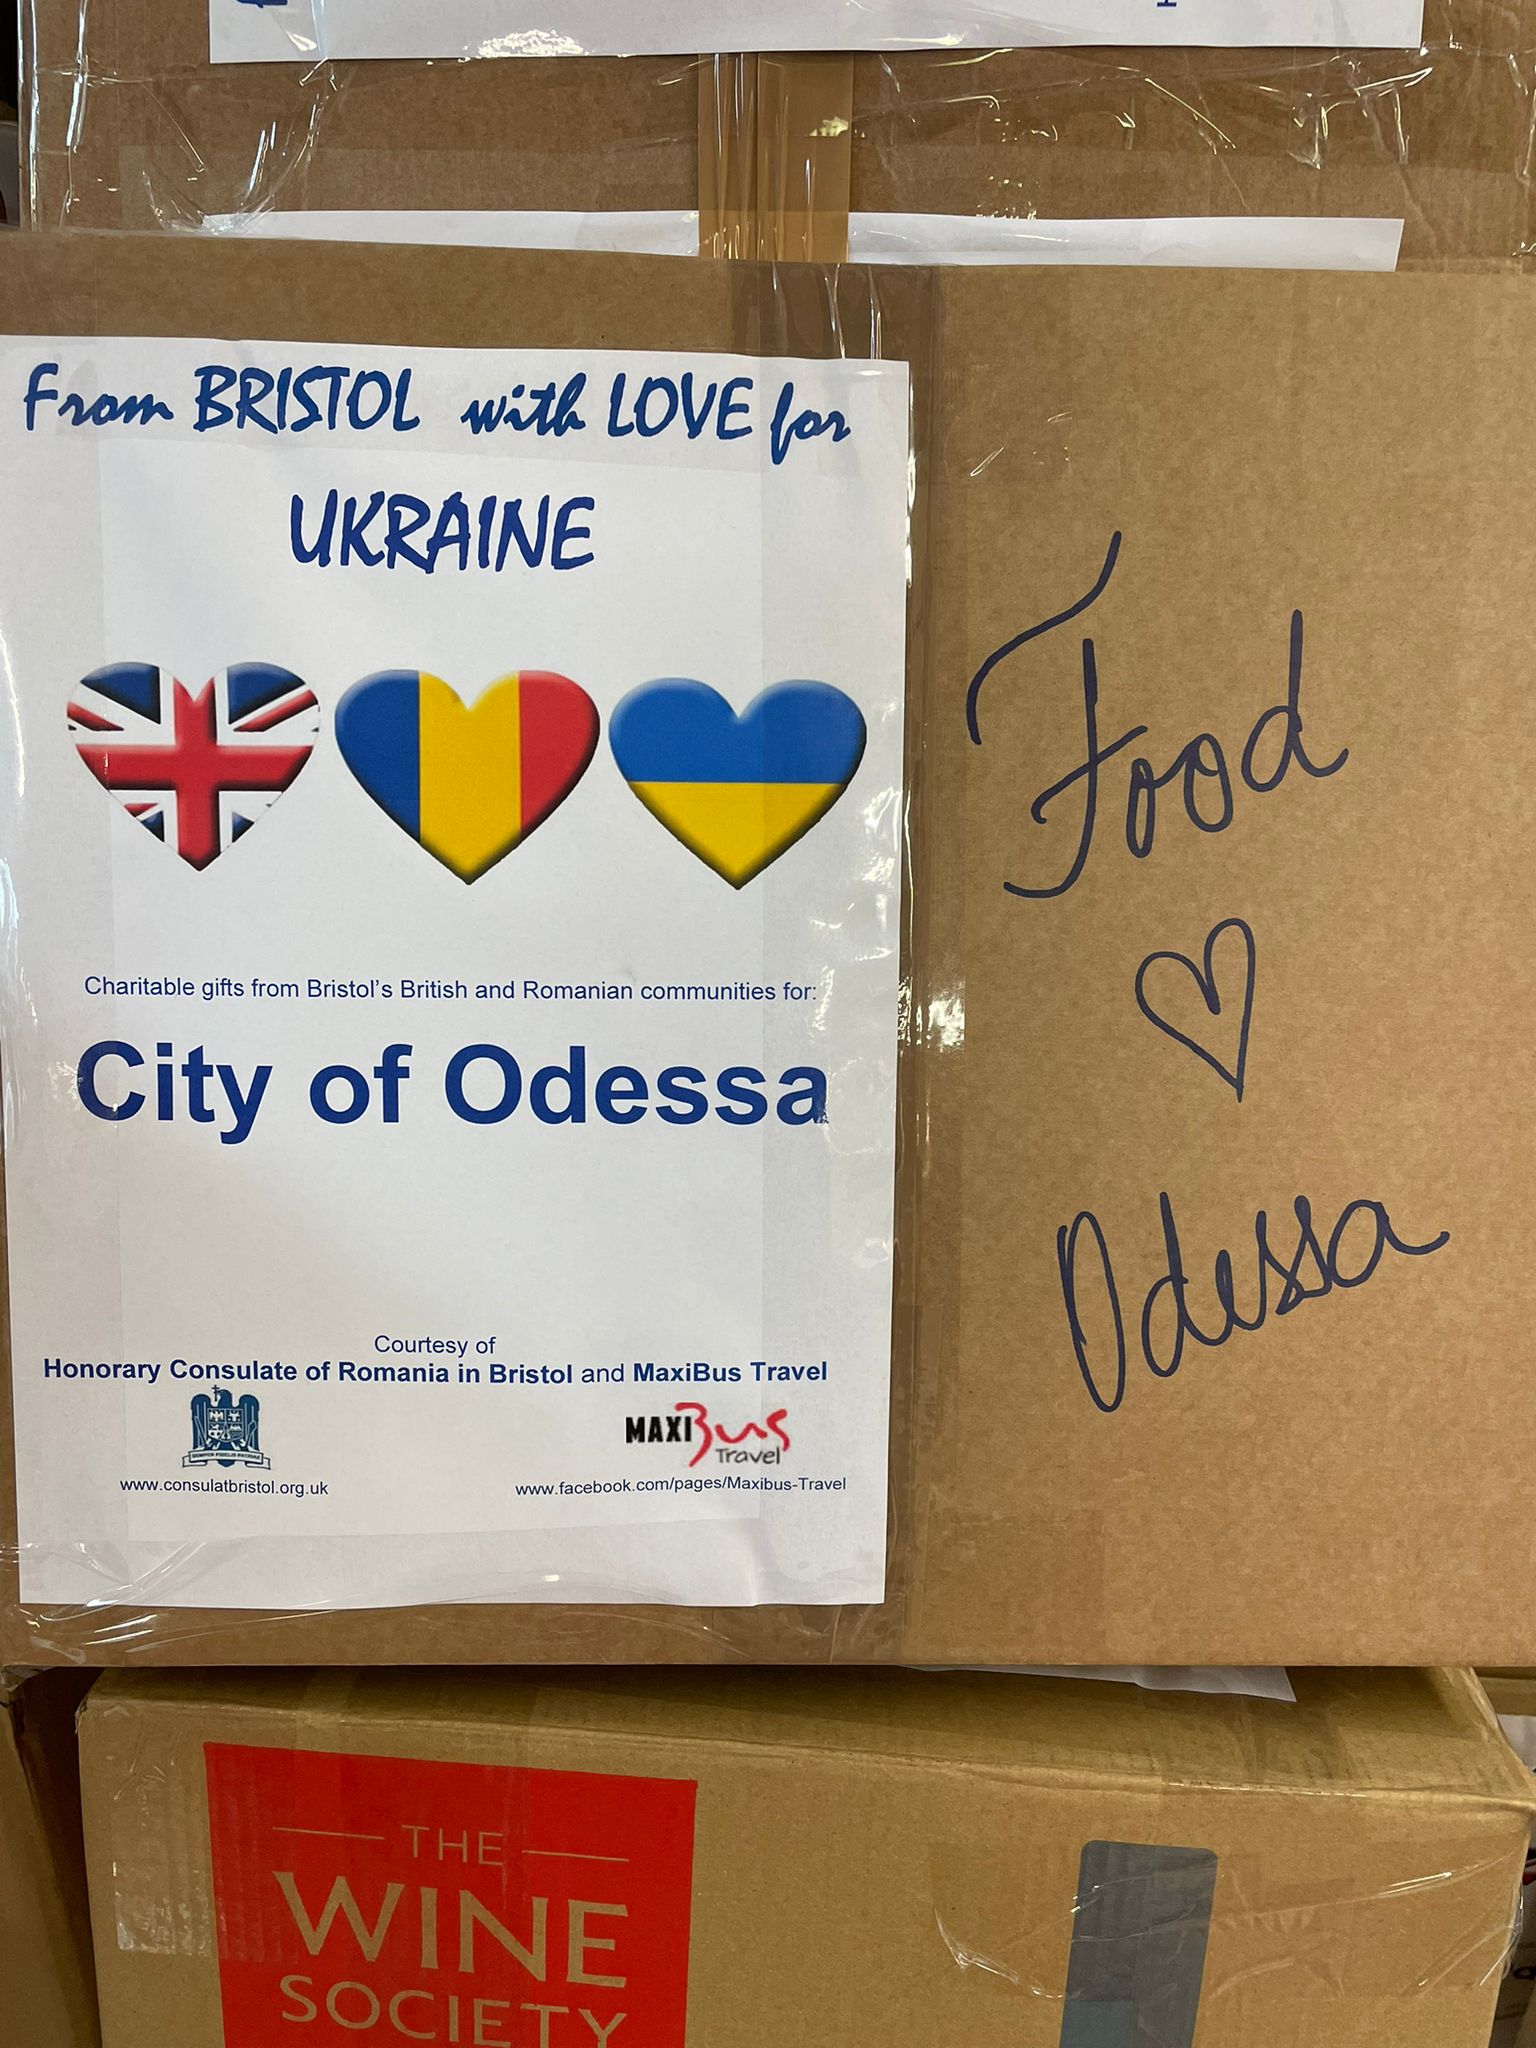 From BRISTOL with LOVE for
UKRAINE
Charitable gifts from Bristol's British and Romanian communities for:
City of Odessa
Courtesy of
Honorary Consulate of Romania in Bristol and MaxiBus Travel
MAXIBus
Travel
www.consulatbristol.org.uk
www.facebook.com/pages/Maxibus-Travel
Food
Odessa
THE
WINE
SOCIETY